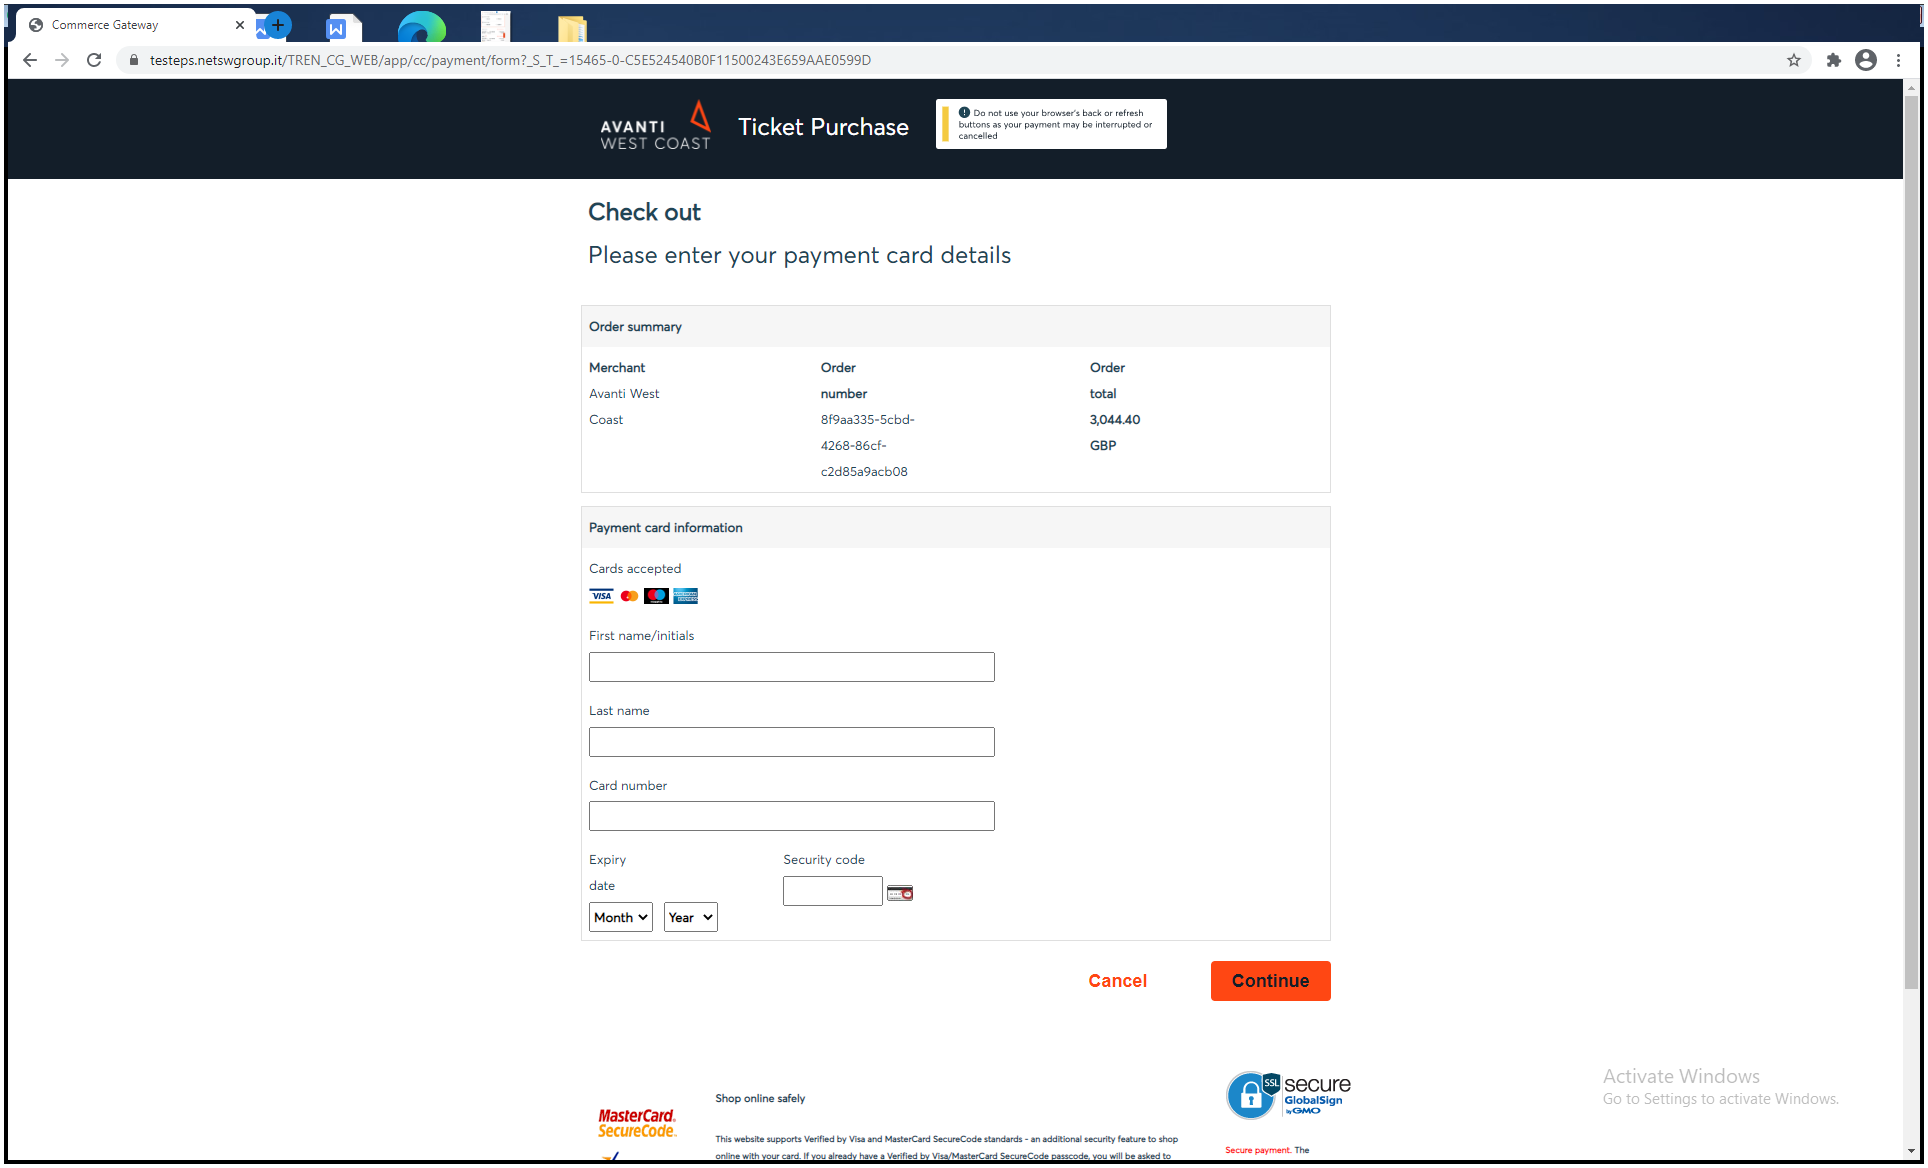 Commerce Gateway
testeps.netswgroup.it/TREN_CG_WEB/app/cc/payment/form?_S_T_=15465-0-C5E524540B0F11500243E659AAE0599D
AVANTI
WEST COAST
Ticket Purchase
Do not use your browser's back or refresh
buttons as your payment may be interrupted or
cancelled
Check out
Please enter your payment card details
Order summary
Merchant
Avanti West
Coast
Order
number
8f9aa335-5cbd-
4268-86cf-
c2d85a9acb08
Order
total
3,044.40
GBP
Payment card information
Cards accepted
VISA
First name/initials
Last name
Card number
Expiry
date
Month
Year
Security code
Cancel
Continue
MasterCard.
SecureCode.
Shop online safely
This website supports Verified by Visa and MasterCard SecureCode standards - an additional security feature to shop
online with your card. If you already have a Verified by Visa/MasterCard SecureCode passcode, you will be asked to
SSL
secure
GlobalSign
by GMO
Secure payment. The
Activate Windows
Go to Settings to activate Windows.